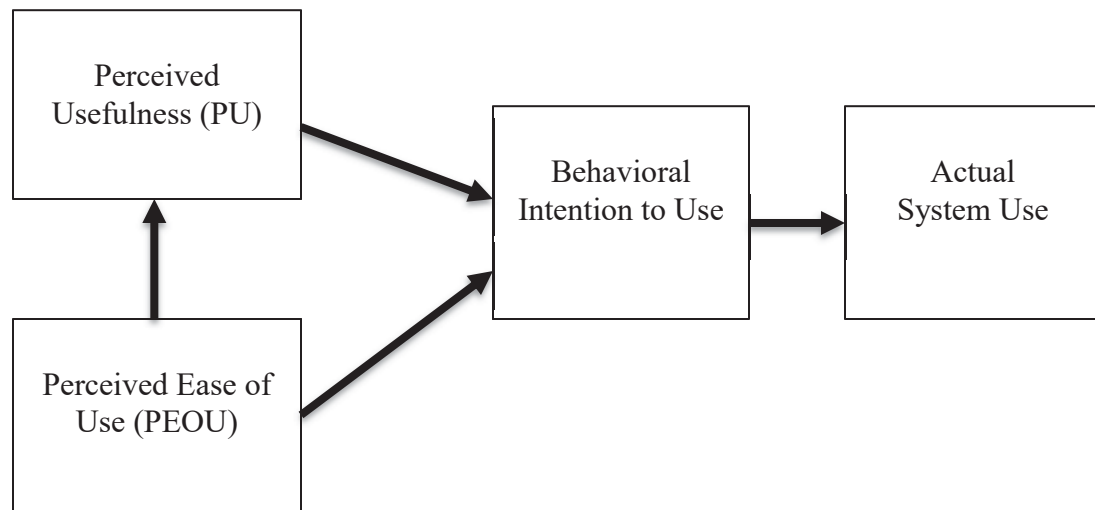 Perceived
Usefulness (PU)
Behavioral
Intention to Use
Actual
System Use
Perceived Ease of
Use (PEOU)